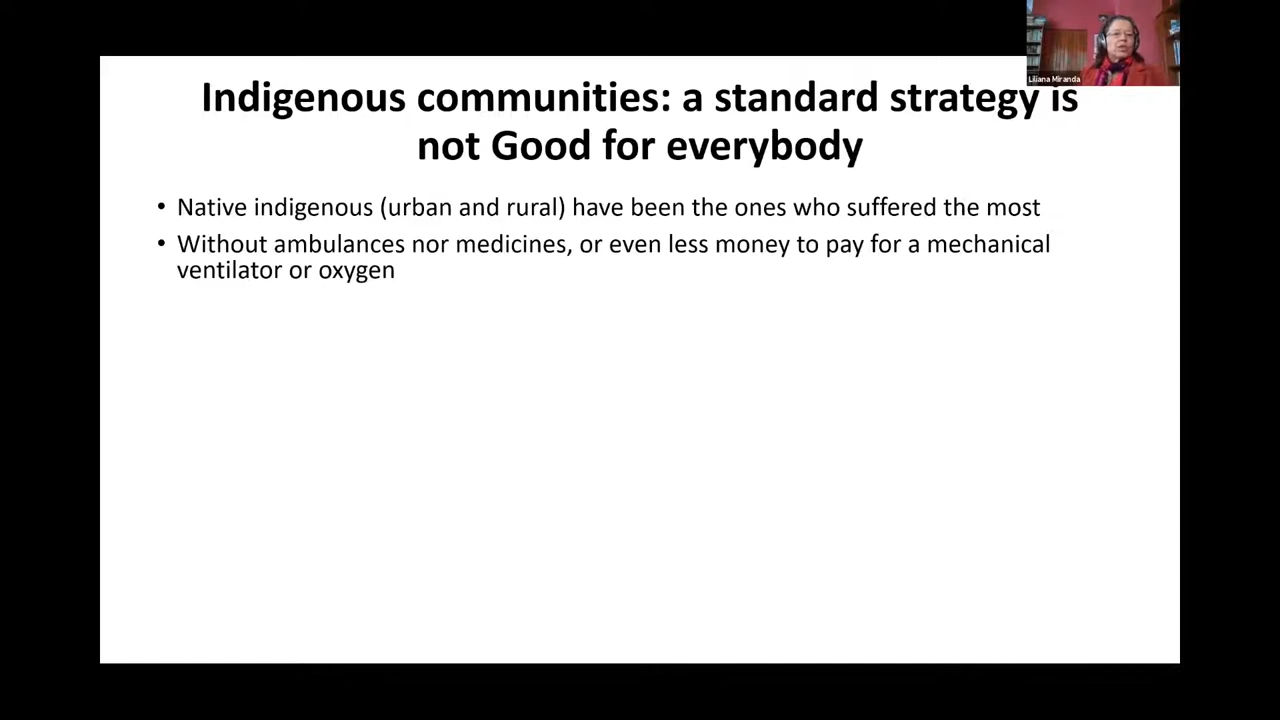 Liliana Miranda
Indigenous communities: a standard strategy is
not Good for everybody
• Native indigenous (urban and rural) have been the ones who suffered the most
• Without ambulances nor medicines, or even less money to pay for a mechanical
ventilator or oxygen